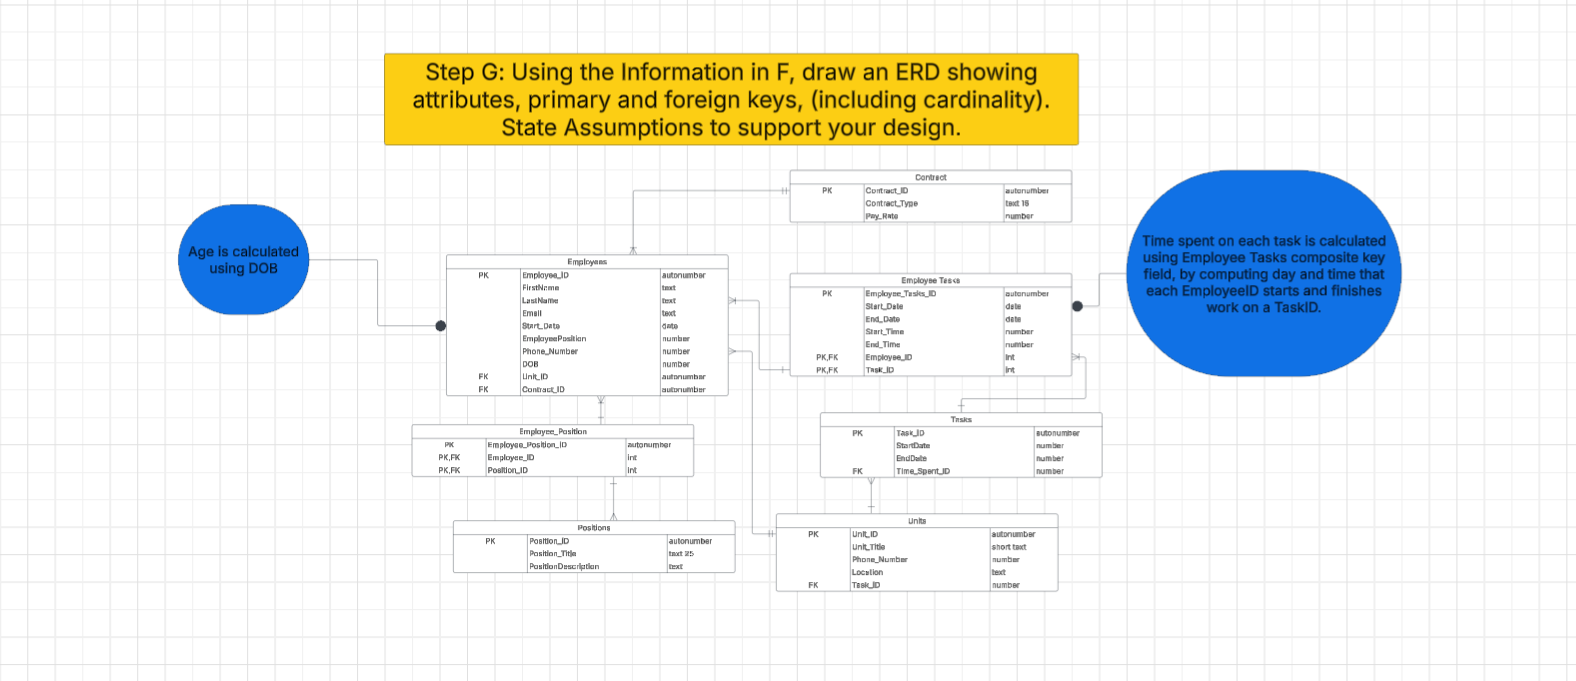 Step G: Using the Information in F, draw an ERD showing
attributes, primary and foreign keys, (including cardinality).
State Assumptions to support your design.
Age is calculated
using DOB
Time spent on each task is calculated
using Employee Tasks composite key
field, by computing day and time that
each EmployeeID starts and finishes
work on a TaskID.
Contract
PK Contract_ID autonumber
Contract_Type text 16
Pay_Rate number
Employees
PK Employee_ID autonumber
FirstName text
LastName text
Email text
Start_Date date
EmployeePosition number
Phone_Number number
DOB number
FK Unit_ID autonumber
FK Contract_ID autonumber
Employee Tasks
PK Employee_Tasks_ID autonumber
Start_Date date
End_Date date
Start_Time number
End_Time number
PK,FK Employee_ID int
PK,FK Task_ID int
Employee_Position
PK Employee_Position_ID autonumber
PK,FK Employee_ID int
PK,FK Position_ID int
Tasks
PK Task_ID autonumber
StartDate number
EndDate number
FK Time_Spent_ID number
Positions
PK Position_ID autonumber
Position_Title text 25
PositionDescription text
Units
PK Unit_ID autonumber
Unit_Title short text
Phone_Number number
Location text
FK Task_ID number